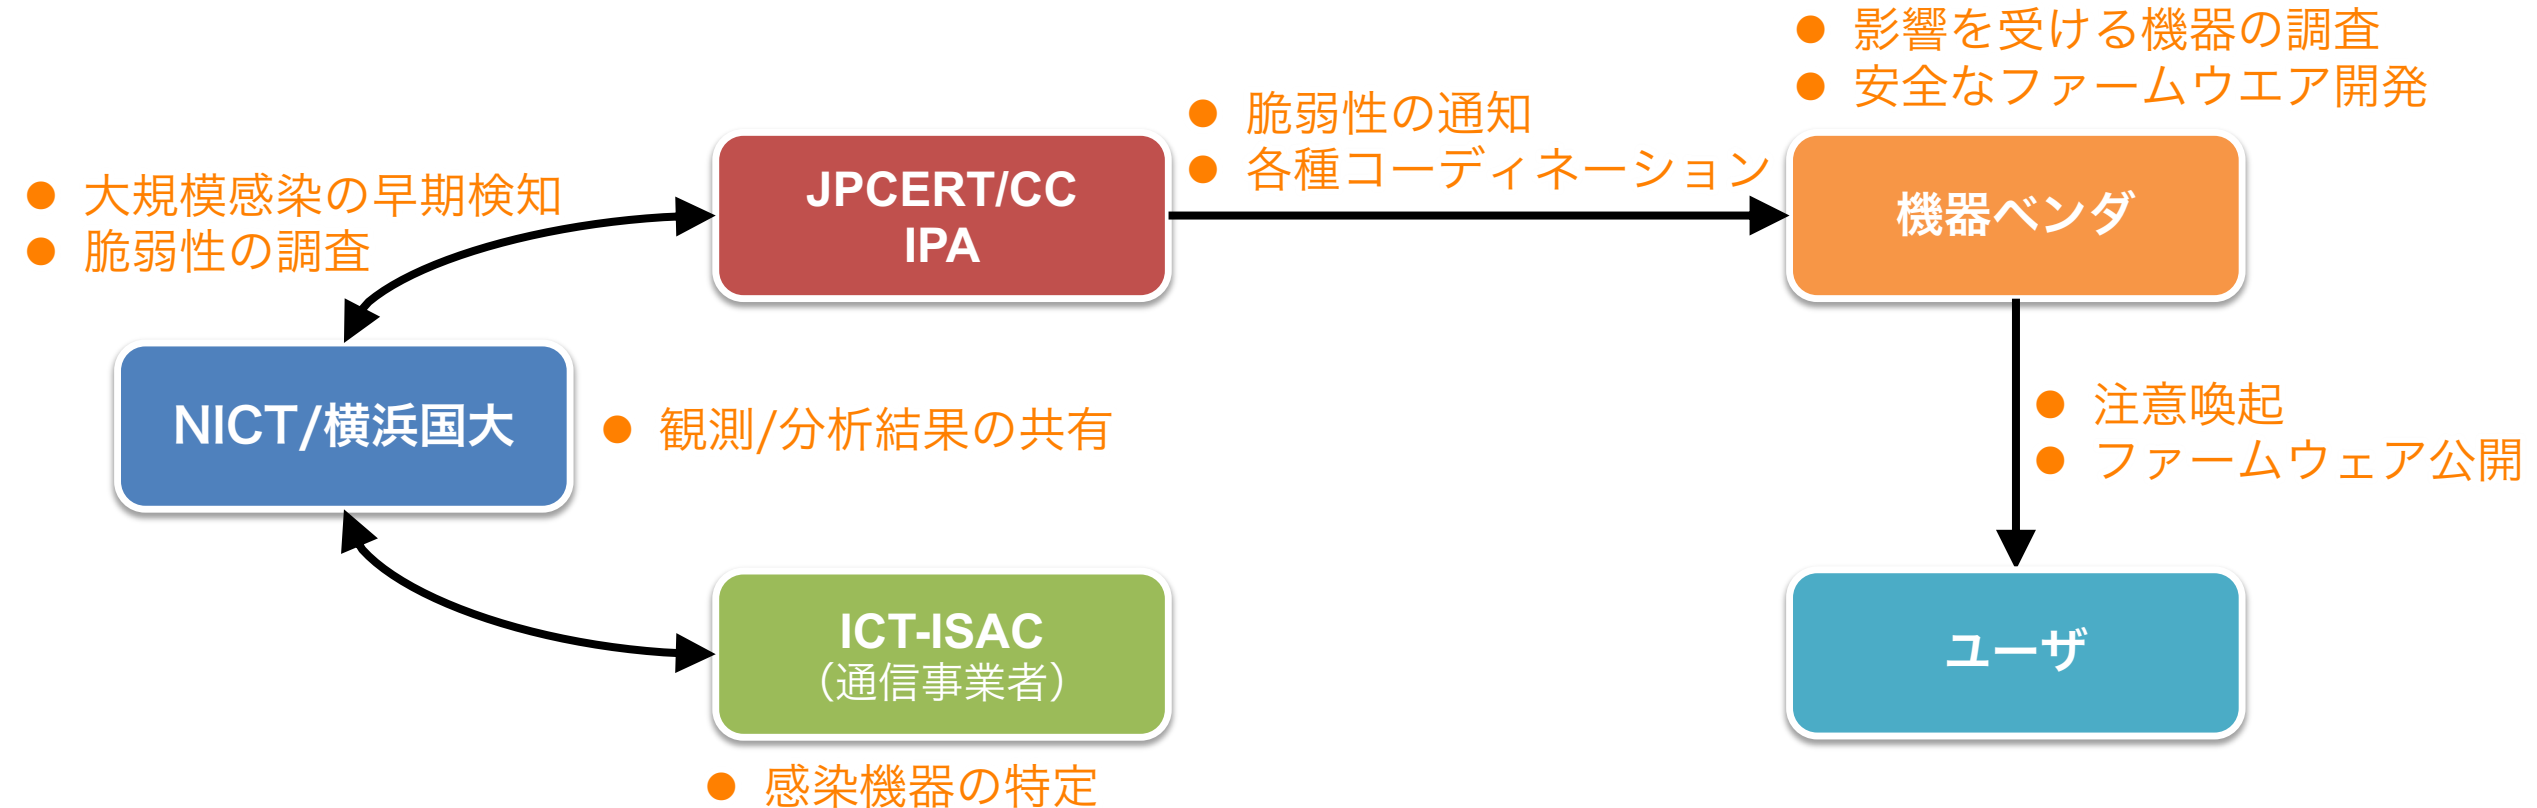 影響を受ける機器の調査
安全なファームウエア開発
脆弱性の通知
各種コーディネーション
大規模感染の早期検知
脆弱性の調査
JPCERT/CC
IPA
機器ベンダ
NICT/横浜国大
観測/分析結果の共有
注意喚起
ファームウェア公開
ICT-ISAC
（通信事業者）
ユーザ
感染機器の特定